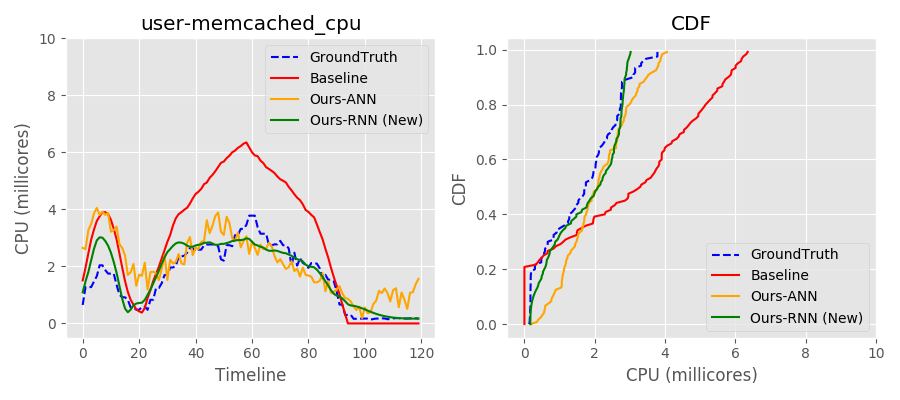 user-memcached_cpu
CPU (millicores)
10
8
6
4
2
0
GroundTruth
Baseline
Ours-ANN
Ours-RNN (New)
0 20 40 60 80 100 120
Timeline
CDF
CDF
1.0
0.8
0.6
0.4
0.2
0.0
GroundTruth
Baseline
Ours-ANN
Ours-RNN (New)
0 2 4 6 8 10
CPU (millicores)